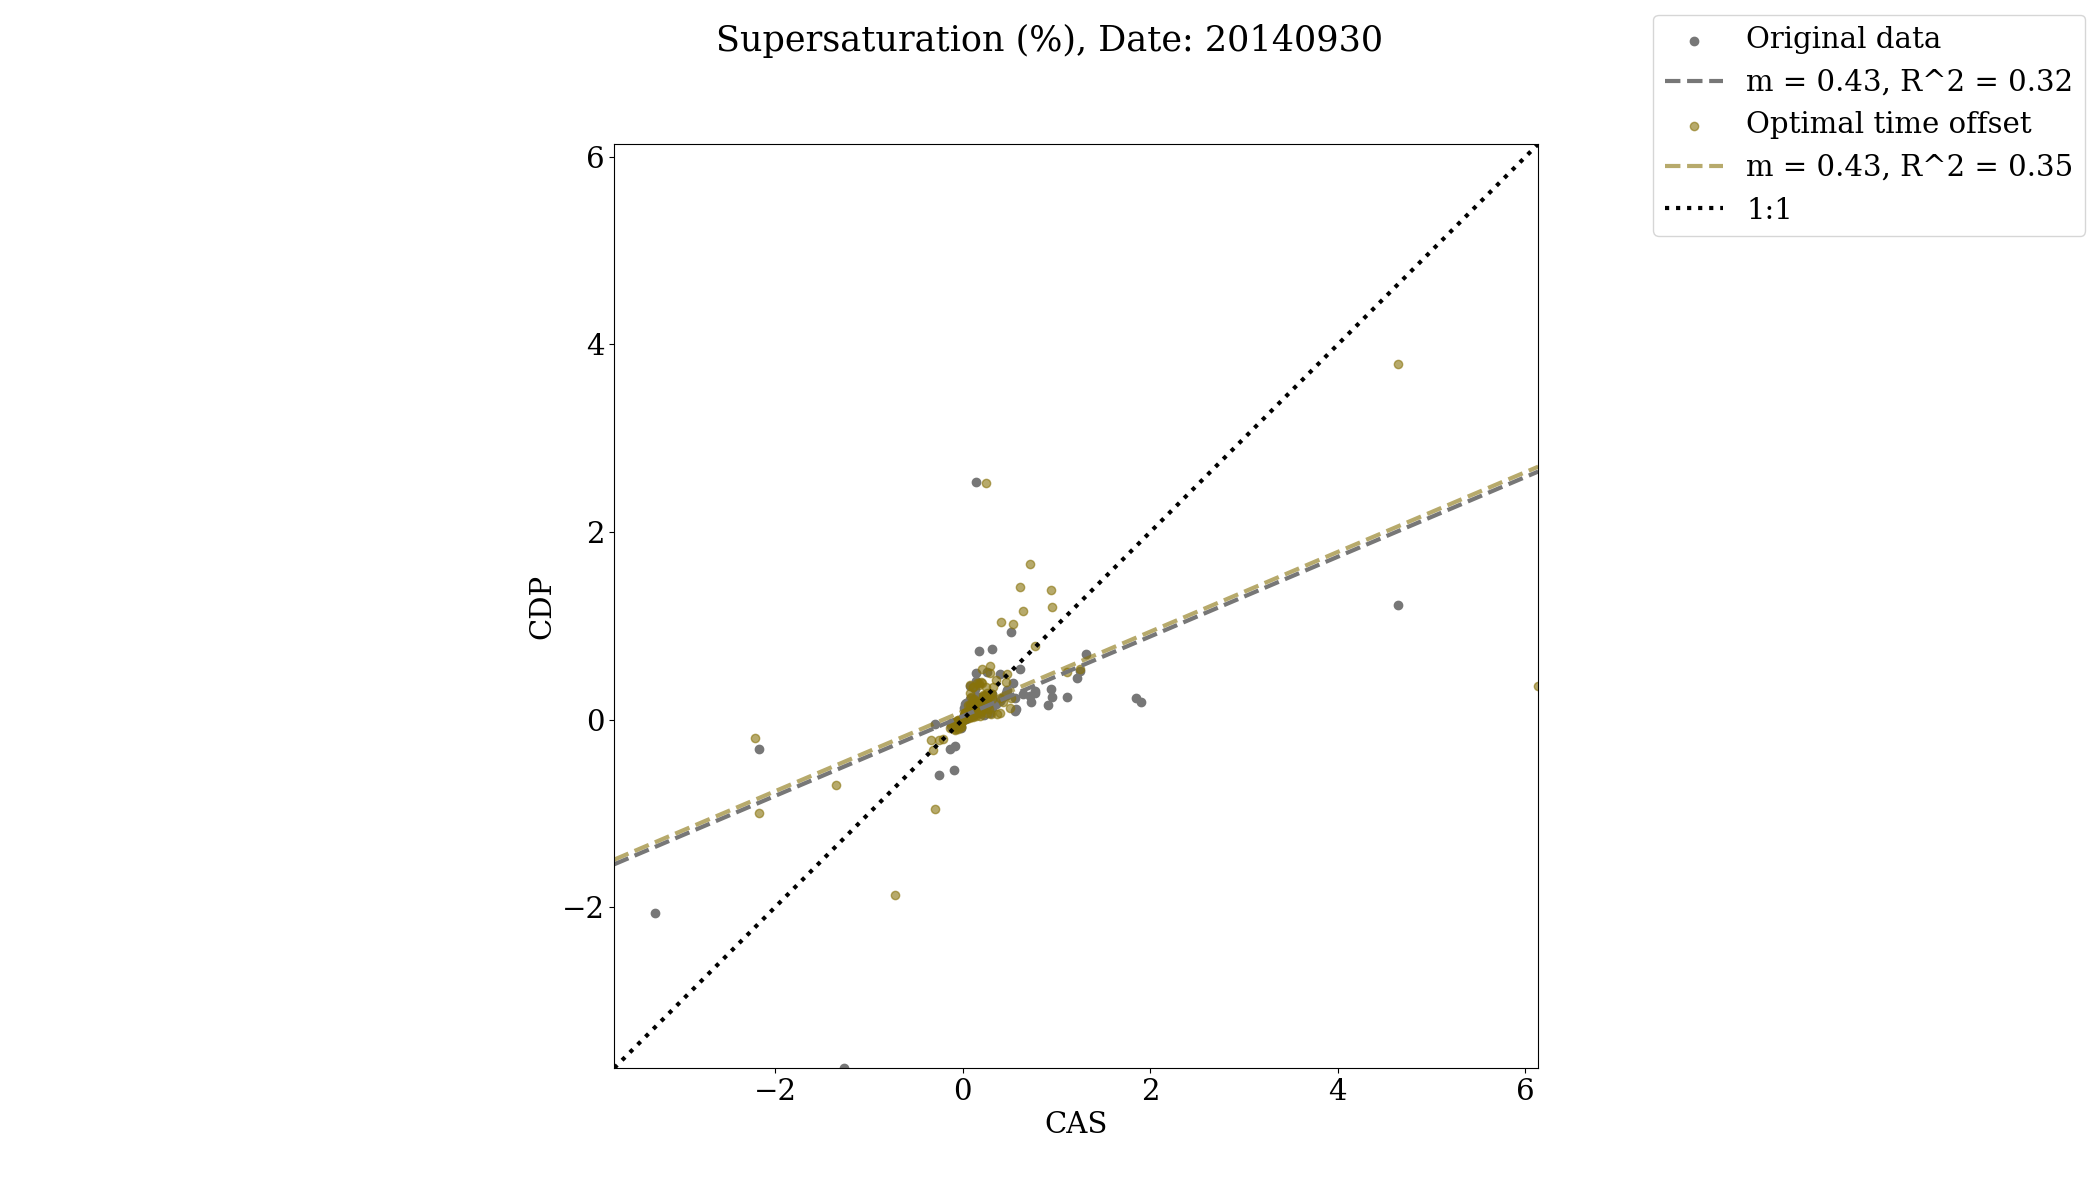 Supersaturation (%), Date: 20140930
Original data
m = 0.43, R^2 = 0.32
Optimal time offset
m = 0.43, R^2 = 0.35
1:1
6
4
2
0
−2
CDP
−2 0 2 4 6
CAS